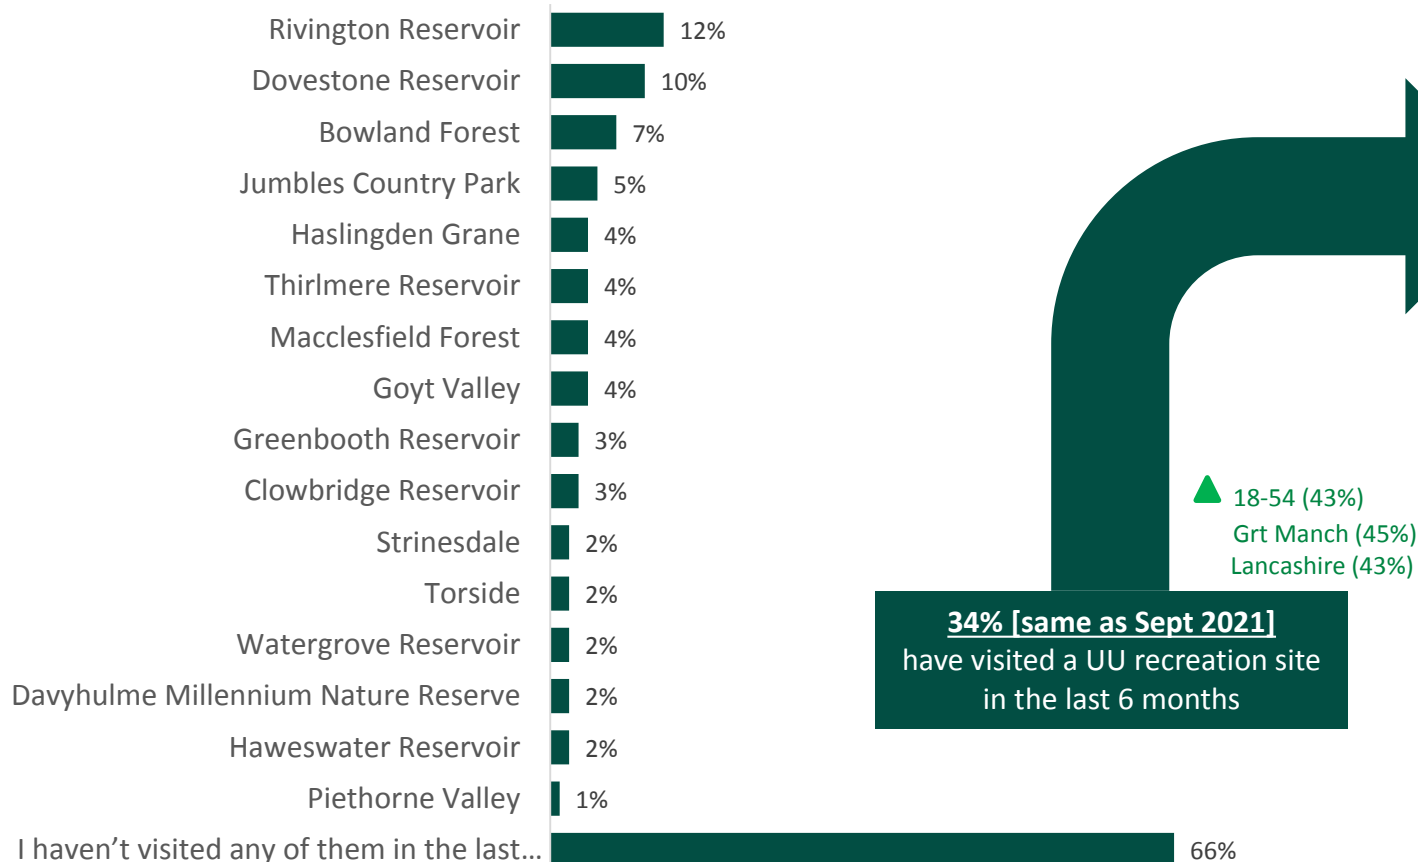 Rivington Reservoir 12%
Dovestone Reservoir 10%
Bowland Forest 7%
Jumbles Country Park 5%
Haslingden Grane 4%
Thirlmere Reservoir 4%
Macclesfield Forest 4%
Goyt Valley 4%
Greenbooth Reservoir 3%
Clowbridge Reservoir 3%
Strinesdale 2%
Torside 2%
Watergrove Reservoir 2%
Davyhulme Millennium Nature Reserve 2%
Haweswater Reservoir 2%
Piethorne Valley 1%
I haven’t visited any of them in the last... 66%
18-54 (43%)
Grt Manch (45%)
Lancashire (43%)
34% [same as Sept 2021]
have visited a UU recreation site
in the last 6 months